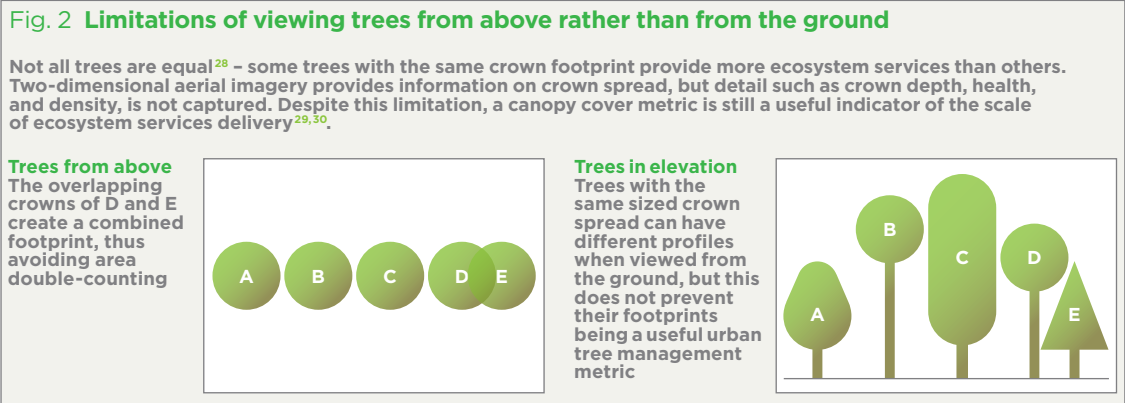 Fig. 2 Limitations of viewing trees from above rather than from the ground
Not all trees are equal28 – some trees with the same crown footprint provide more ecosystem services than others.
Two-dimensional aerial imagery provides information on crown spread, but detail such as crown depth, health,
and density, is not captured. Despite this limitation, a canopy cover metric is still a useful indicator of the scale
of ecosystem services delivery29,30.
Trees from above
The overlapping
crowns of D and E
create a combined
footprint, thus
avoiding area
double-counting
A B C D E
Trees in elevation
Trees with the
same sized crown
spread can have
different profiles
when viewed from
the ground, but this
does not prevent
their footprints
being a useful urban
tree management
metric
A B C D E